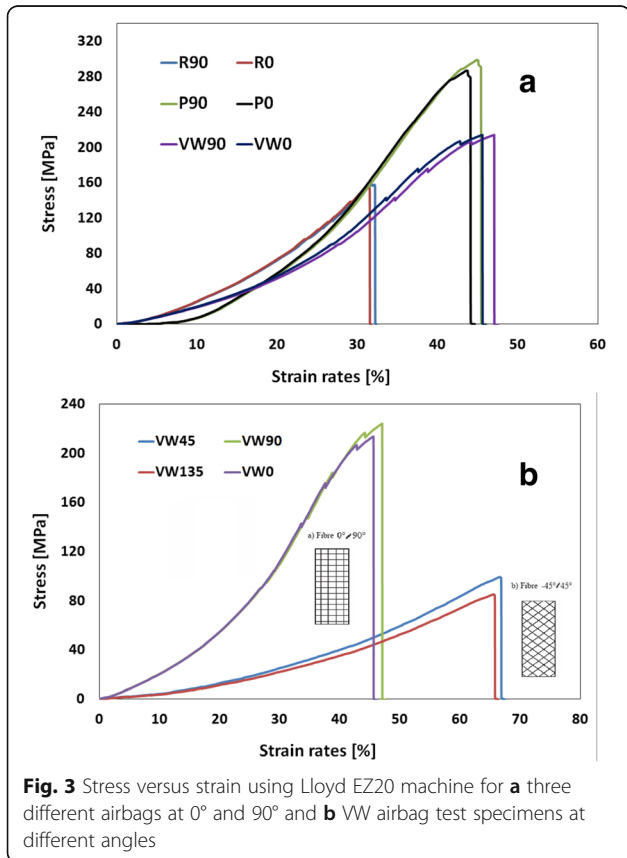 320
280
240
200
160
120
80
40
0
Stress [MPa]
R90 R0
P90 P0
VW90 VW0
a
0 10 20 30 40 50 60
Strain rates [%]
240
200
160
120
80
40
0
Stress [MPa]
VW45 VW90
VW135 VW0
b
a) Fibre 0°/90°
b) Fibre -45°/45°
0 10 20 30 40 50 60 70 80
Strain rates [%]
Fig. 3 Stress versus strain using Lloyd EZ20 machine for a three
different airbags at 0° and 90° and b VW airbag test specimens at
different angles